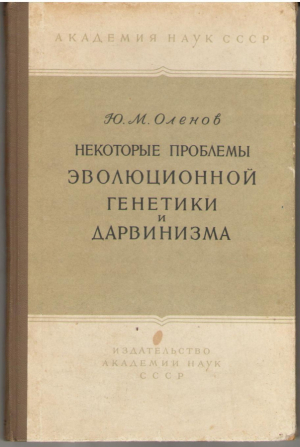 АКАДЕМИЯ НАУК СССР
Ю.М.Оленов
НЕКОТОРЫЕ ПРОБЛЕМЫ
ЭВОЛЮЦИОННОЙ
ГЕНЕТИКИ
И
ДАРВИНИЗМА
ИЗДАТЕЛЬСТВО
АКАДЕМИИ НАУК
СССР